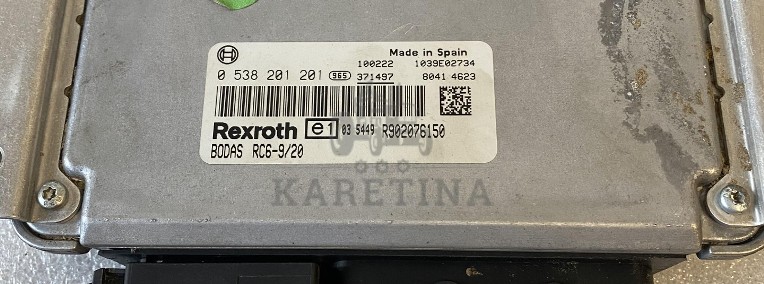 Made in Spain
100222 1039E02734
0 538 201 201 965 371497 8041 4623
Rexroth e1 03 5449 R902076150
BODAS RC6-9/20
KARETINA